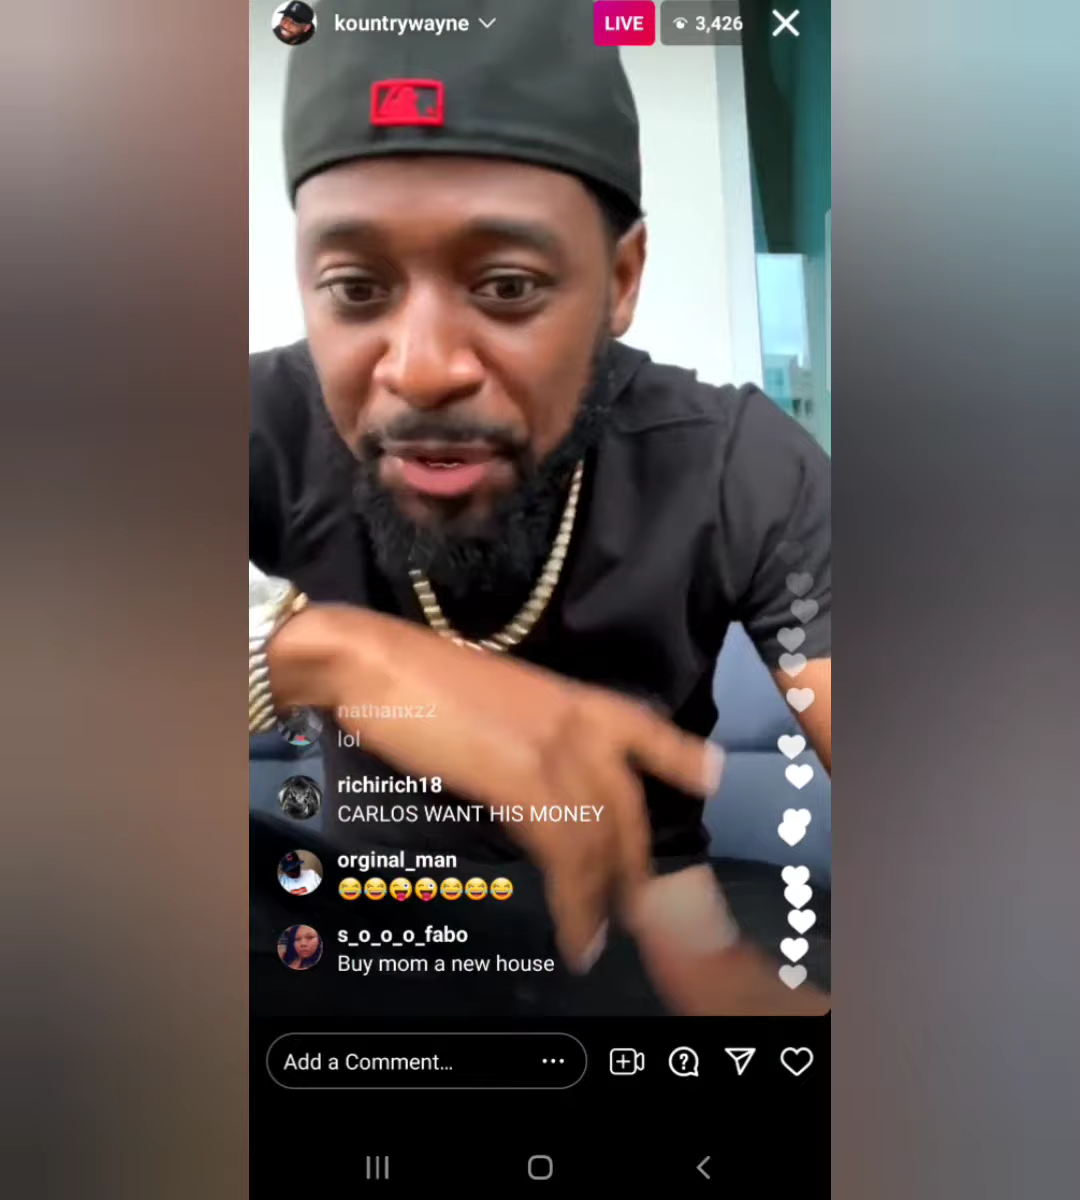 kountrywayne
LIVE
3,426
nathanxz2
lol
richirich18
CARLOS WANT HIS MONEY
orginal_man
😂😂😜😜😂😂😂
s_o_o_o_fabo
Buy mom a new house
Add a Comment...